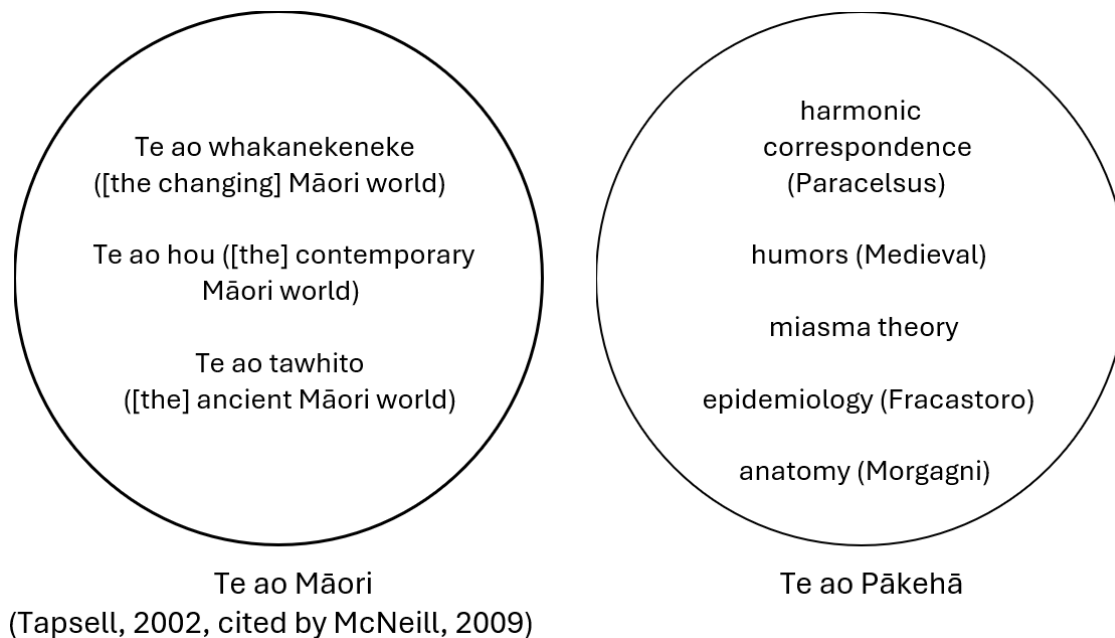 Te ao whakanekeneke
([the changing] Māori world)
Te ao hou ([the] contemporary
Māori world)
Te ao tawhito
([the] ancient Māori world)
Te ao Māori
(Tapsell, 2002, cited by McNeill, 2009)
harmonic
correspondence
(Paracelsus)
humors (Medieval)
miasma theory
epidemiology (Fracastoro)
anatomy (Morgagni)
Te ao Pākehā